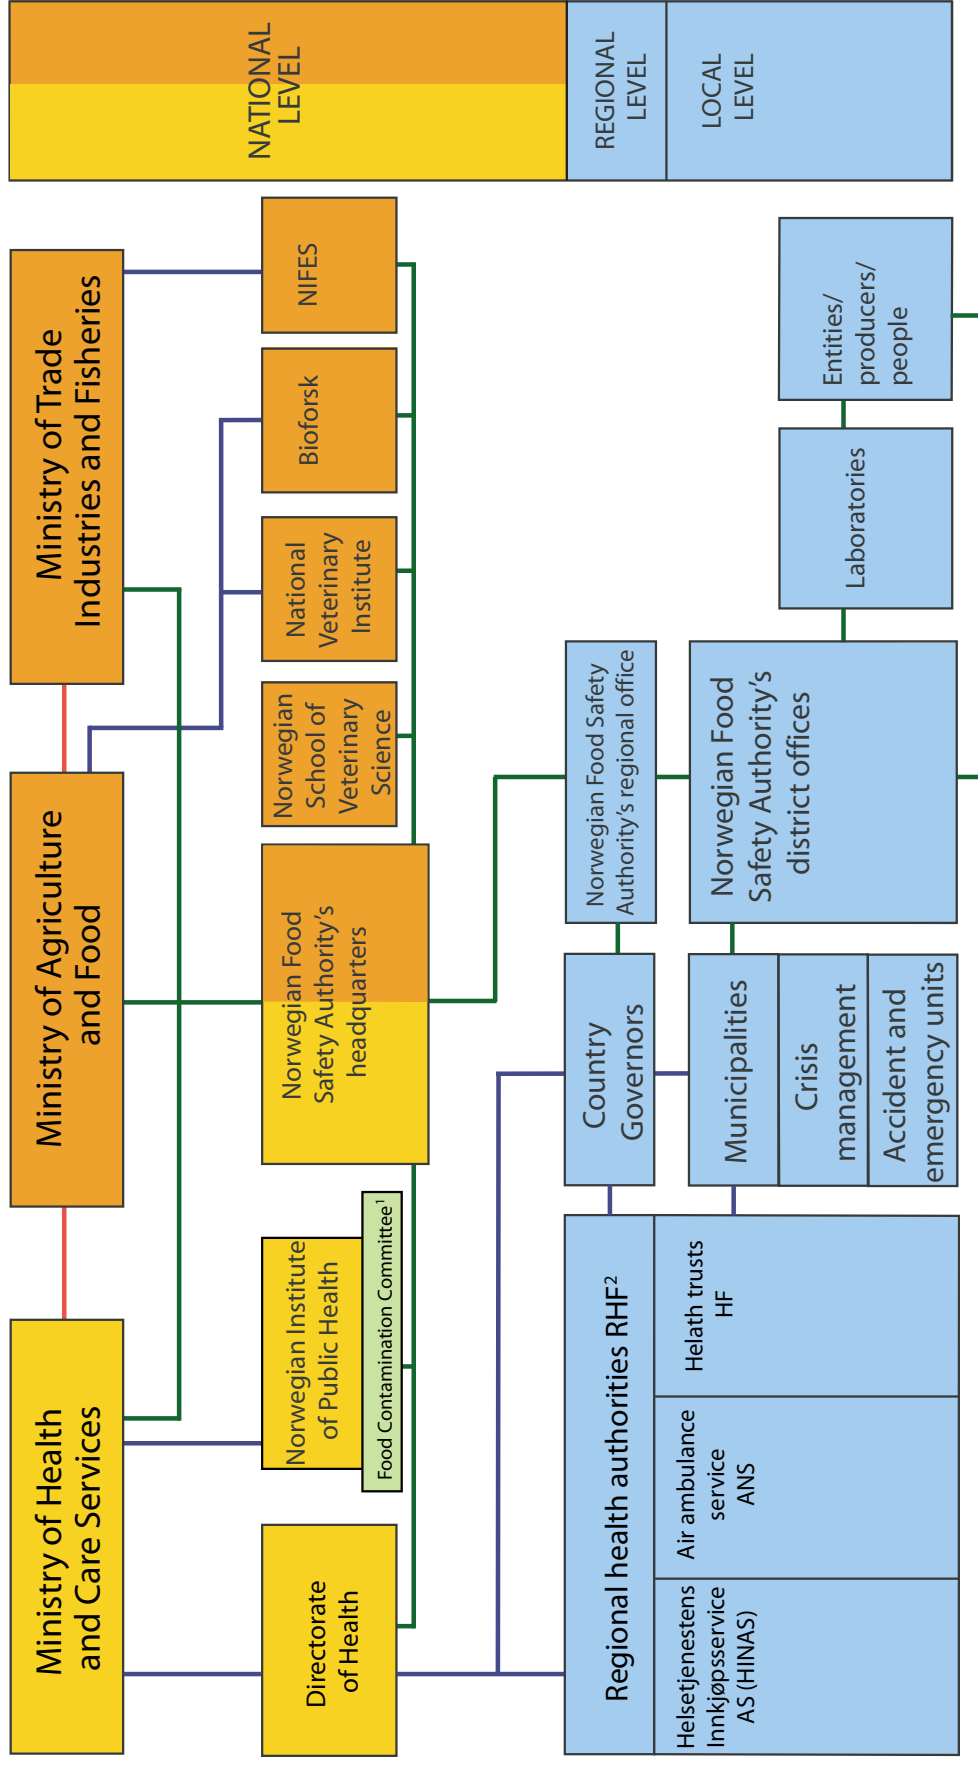 Ministry of Health
and Care Services
Ministry of Agriculture
and Food
Ministry of Trade
Industries and Fisheries
NATIONAL
LEVEL
Directorate
of Health
Norwegian Institute
of Public Health
Food Contamination Committee¹
Norwegian Food
Safety Authority's
headquarters
Norwegian
School of
Veterinary
Science
National
Veterinary
Institute
Bioforsk
NIFES
REGIONAL
LEVEL
Regional health authorities RHF²
Country
Governors
Norwegian Food Safety
Authority's regional office
LOCAL
LEVEL
Helsetjenestens
Innkjøpsservice
AS (HINAS)
Air ambulance
service
ANS
Helath trusts
HF
Municipalities
Crisis
management
Accident and
emergency units
Norwegian Food
Safety Authority's
district offices
Laboratories
Entities/
producers/
people